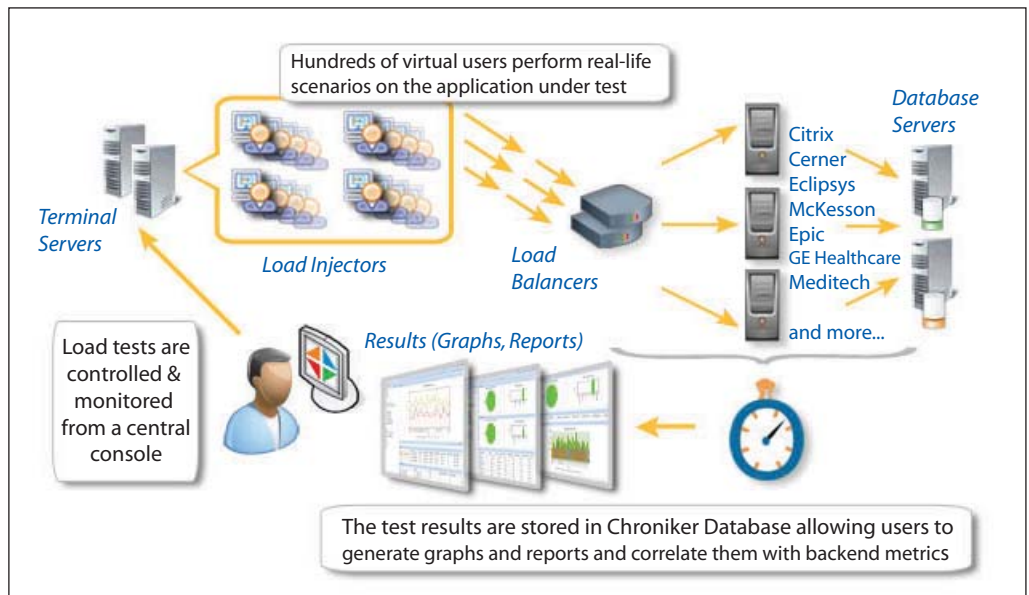 Hundreds of virtual users perform real-life
scenarios on the application under test
Terminal
Servers
Load Injectors
Load
Balancers
Citrix
Cerner
Eclipsys
McKesson
Epic
GE Healthcare
Meditech
and more...
Database
Servers
Load tests are
controlled &
monitored
from a central
console
Results (Graphs, Reports)
The test results are stored in Chroniker Database allowing users to
generate graphs and reports and correlate them with backend metrics